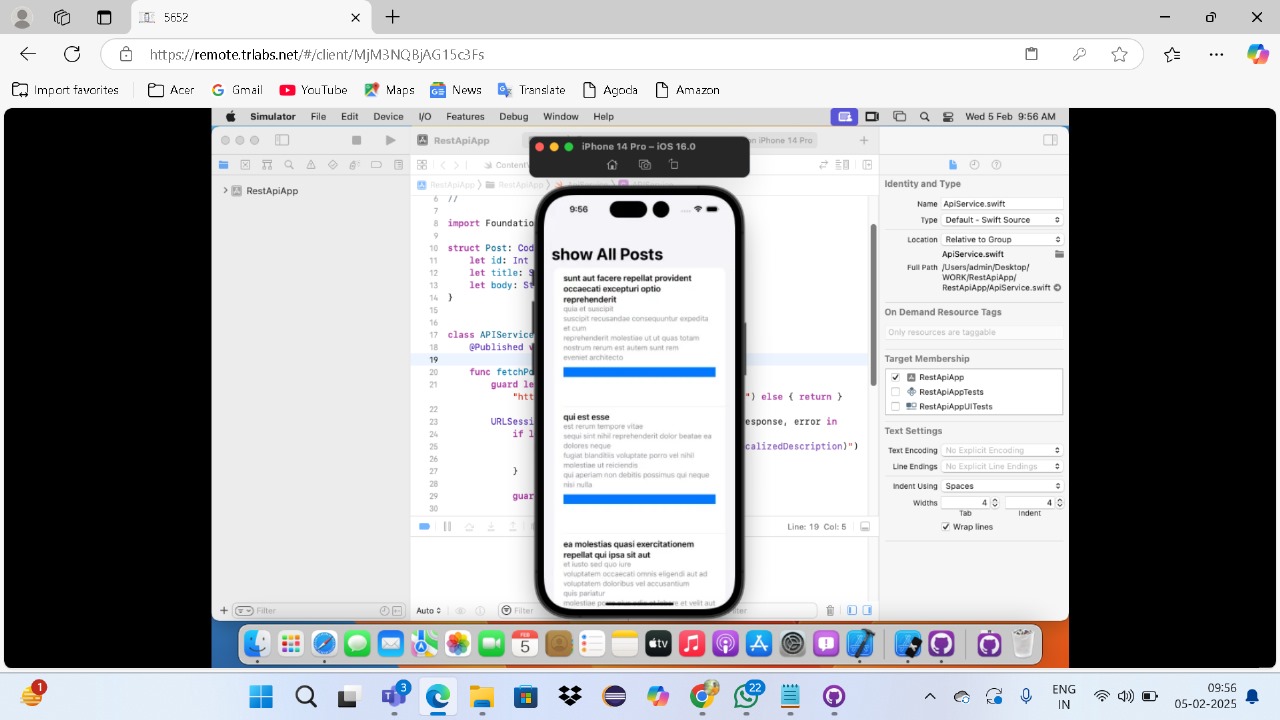 5552
https://remote.trlabs.net/#/client/MjM3NQBjAG15c3Fs
Import favorites
Acer
Gmail
YouTube
Maps
News
Translate
Agoda
Amazon
Simulator File Edit Device I/O Features Debug Window Help
Wed 5 Feb 9:56 AM
RestApiApp
iPhone 14 Pro – iOS 16.0
on iPhone 14 Pro
RestApiApp
ContentV
RestApiApp
RestApiApp
6 //
7
8 import Foundatio
9
10 struct Post: Cod
11 let id: Int
12 let title: S
13 let body: St
14 }
15
16
17 class APIService
18 @Published v
19
20 func fetchPo
21 guard le
"ht
") else { return }
22
23 URLSessi
esponse, error in
24 if l
25
calizedDescription)")
26
27 }
28
29 guar
30
9:56
show All Posts
sunt aut facere repellat provident
occaecati excepturi optio
reprehenderit
quia et suscipit
suscipit recusandae consequuntur expedita
et cum
reprehenderit molestiae ut ut quas totam
nostrum rerum est autem sunt rem
eveniet architecto
qui est esse
est rerum tempore vitae
sequi sint nihil reprehenderit dolor beatae ea
dolores neque
fugiat blanditiis voluptate porro vel nihil
molestiae ut reiciendis
qui aperiam non debitis possimus qui neque
nisi nulla
ea molestias quasi exercitationem
repellat qui ipsa sit aut
et iusto sed quo iure
voluptatem occaecati omnis eligendi aut ad
voluptatem doloribus vel accusantium
quis pariatur
Identity and Type
Name ApiService.swift
Type Default - Swift Source
Location Relative to Group
ApiService.swift
Full Path /Users/admin/Desktop/
WORK/RestApiApp/
RestApiApp/ApiService.swift
On Demand Resource Tags
Only resources are taggable
Target Membership
RestApiApp
RestApiAppTests
RestApiAppUITests
Text Settings
Text Encoding No Explicit Encoding
Line Endings No Explicit Line Endings
Indent Using Spaces
Widths 4 4
Tab Indent
Wrap lines
Line: 19 Col: 5
Filter
Auto
Filter
FEB
5
tv
1
3
22
ENG
IN
09:56
05-02-2025